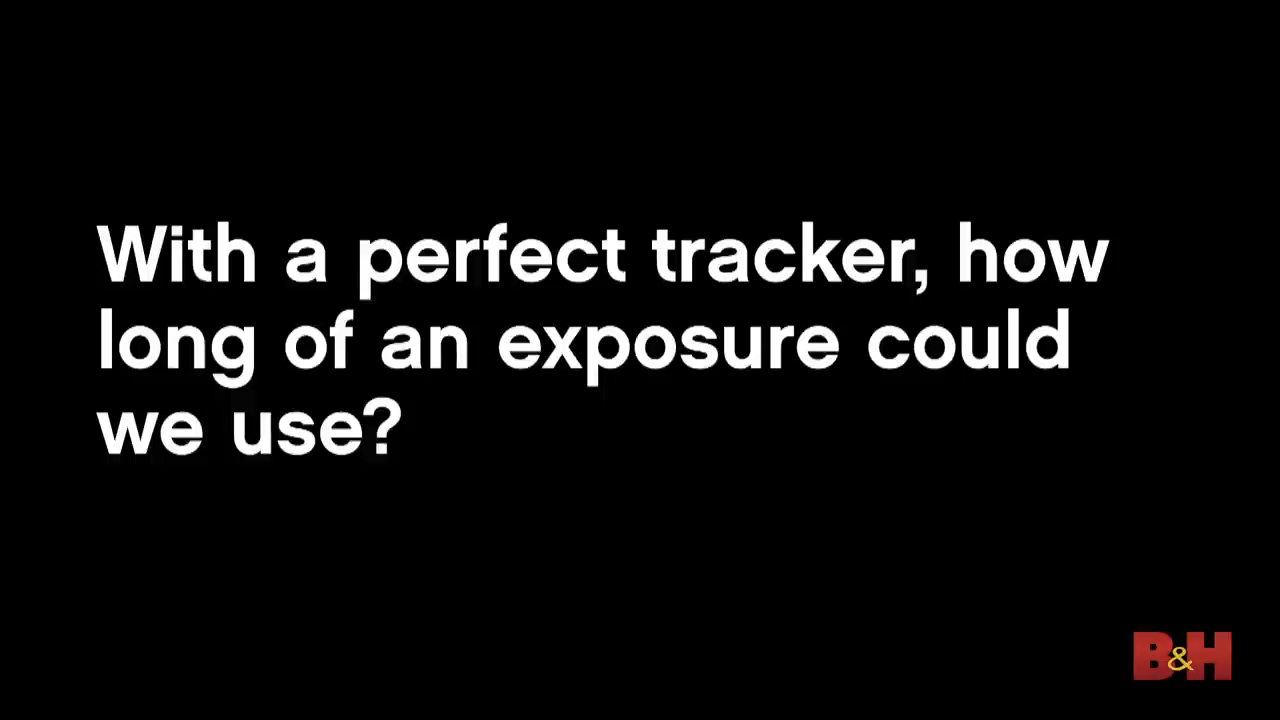 With a perfect tracker, how
long of an exposure could
we use?
B&H